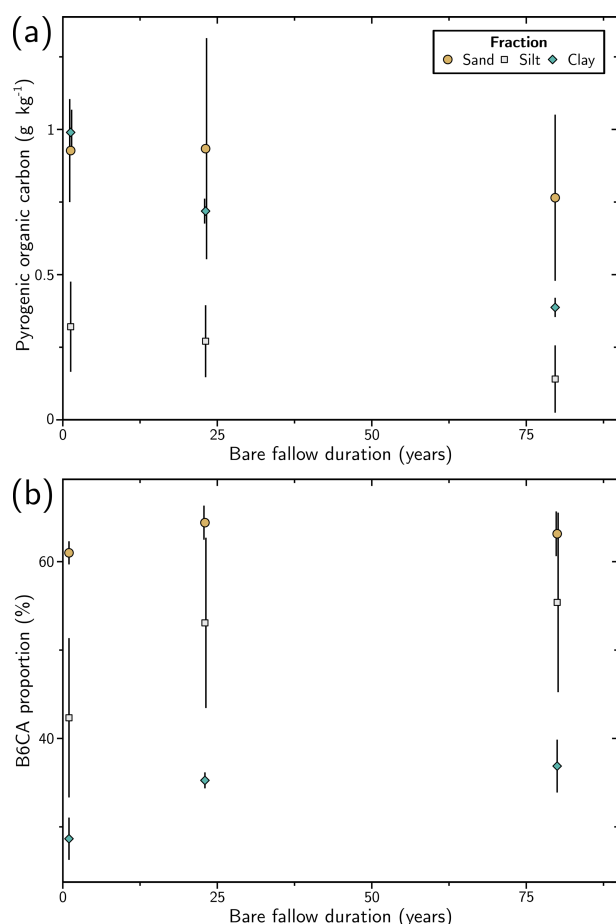 (a)
Fraction
Sand Silt Clay
Pyrogenic organic carbon (g kg-1)
1
0.5
0
0 25 50 75
Bare fallow duration (years)
(b)
B6CA proportion (%)
60
40
0 25 50 75
Bare fallow duration (years)